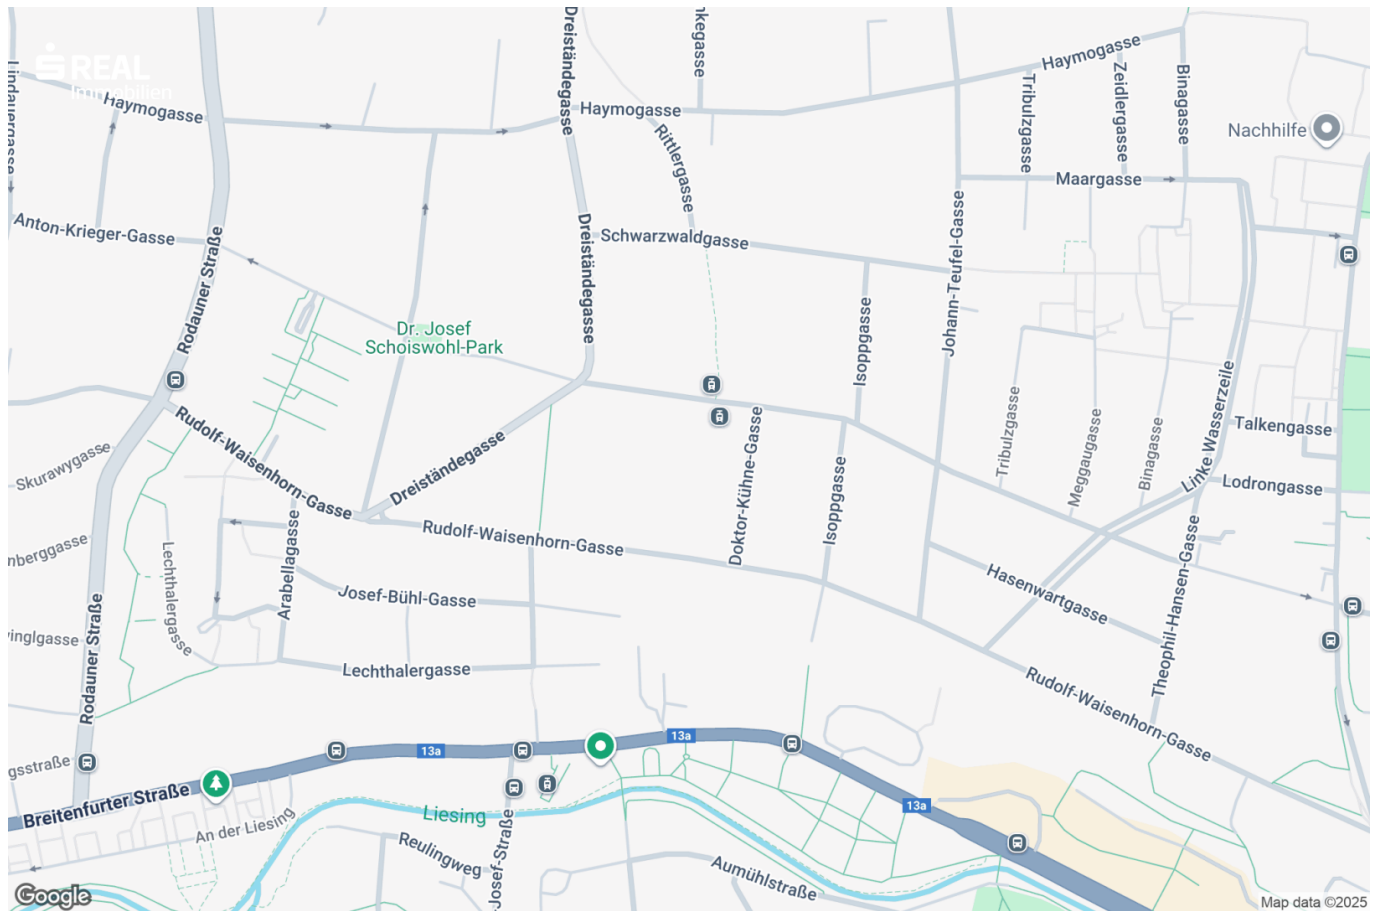 REAL
Immobilien
Lindauergasse
Haymogasse
Dreiständegasse
Haymogasse
Rittlergasse
Haymogasse
Tribulzgasse
Zeidlergasse
Binagasse
Nachhilfe
Maargasse
Anton-Krieger-Gasse
Rodauner Straße
Dreiständegasse
Schwarzwaldgasse
Johann-Teufel-Gasse
Isoppgasse
Dr. Josef
Schoiswohl-Park
Linke Wasserzeile
Talkengasse
Lodrongasse
Tribulzgasse
Meggaugasse
Binagasse
Skurawygasse
Rudolf-Waisenhorn-Gasse
Dreiständegasse
Doktor-Kühne-Gasse
Isoppgasse
Rudolf-Waisenhorn-Gasse
nberggasse
Lechthalergasse
Arabellagasse
Josef-Bühl-Gasse
Hasenwartgasse
Theophil-Hansen-Gasse
Rodauner Straße
Lechthalergasse
Rudolf-Waisenhorn-Gasse
13a
13a
13a
gsstraße
Breitenfurter Straße
An der Liesing
Liesing
Reulingweg
-Josef-Straße
Aumühlstraße
Google
Map data ©2025